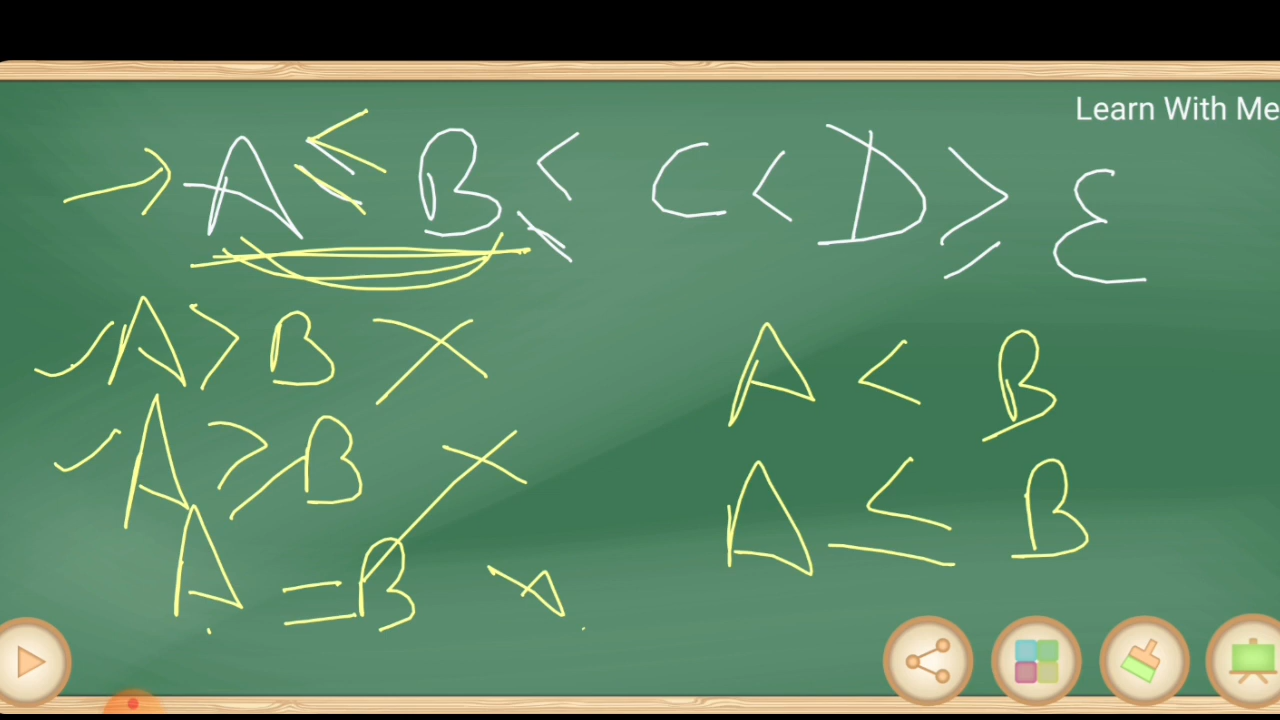 Learn With Me
→ A ≤ B ≤ C < D ≥ E
✓ A > B ×
✓ A ≥ B ×
A = B ×
A < B
A ≤ B